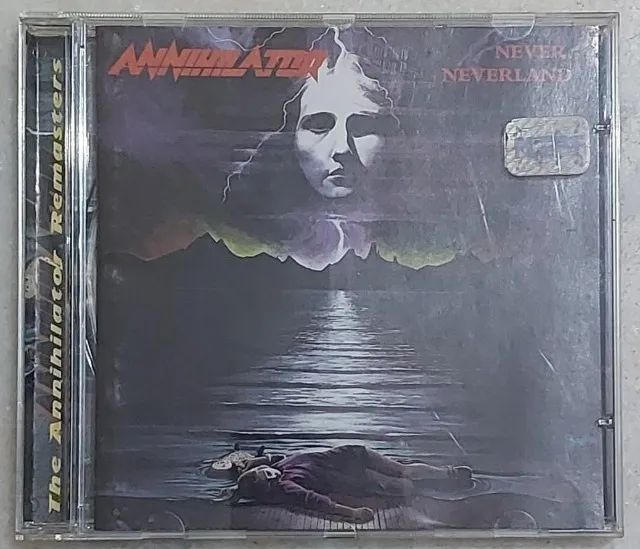 ANNIHILATOR
NEVER,
NEVERLAND
The Annihilator Remasters